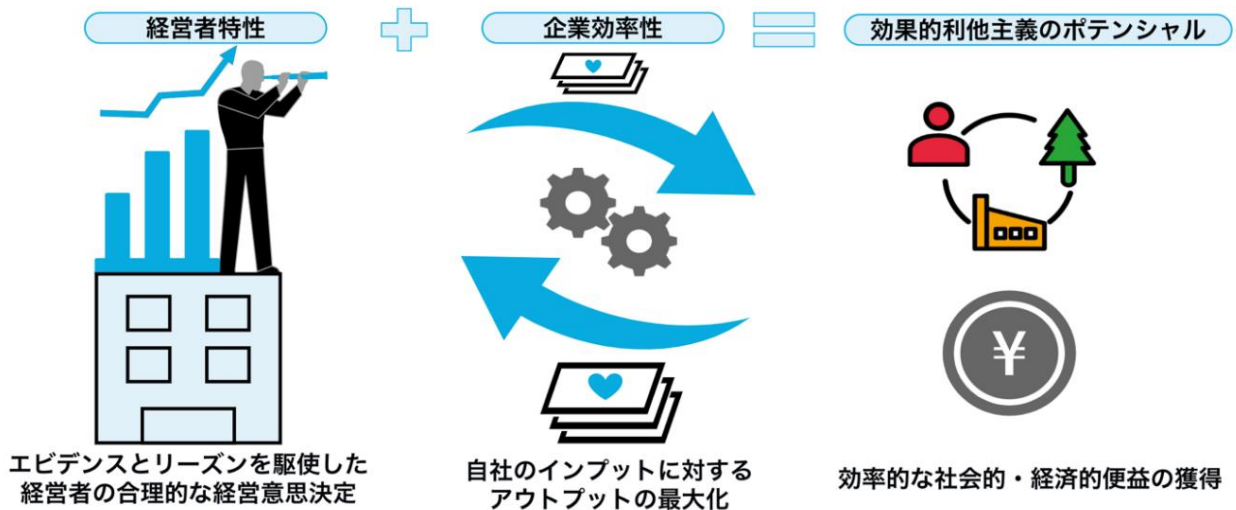 経営者特性
企業効率性
効果的利他主義のポテンシャル
¥
エビデンスとリーズンを駆使した
経営者の合理的な経営意思決定
自社のインプットに対する
アウトプットの最大化
効率的な社会的・経済的便益の獲得